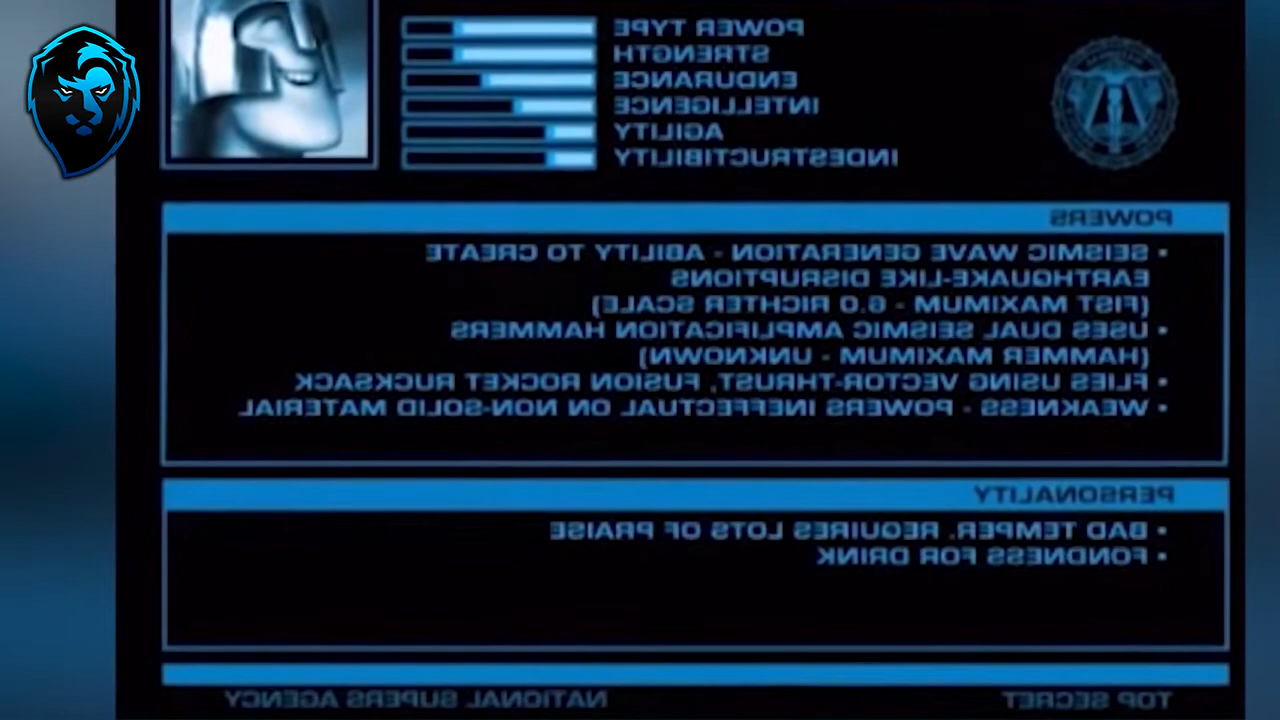 POWER TYPE
STRENGTH
ENDURANCE
INTELLIGENCE
AGILITY
INDESTRUCTIBILITY
POWERS
• SEISMIC WAVE GENERATION - ABILITY TO CREATE
EARTHQUAKE-LIKE DISRUPTIONS
(FIST MAXIMUM - 6.0 RICHTER SCALE)
• USES DUAL SEISMIC AMPLIFICATION HAMMERS
(HAMMER MAXIMUM - UNKNOWN)
• FLIES USING VECTOR-THRUST, FUSION ROCKET RUCKSACK
• WEAKNESS - POWERS INEFFECTUAL ON NON-SOLID MATERIAL
PERSONALITY
• BAD TEMPER. REQUIRES LOTS OF PRAISE
• FONDNESS FOR DRINK
TOP SECRET NATIONAL SUPERS AGENCY